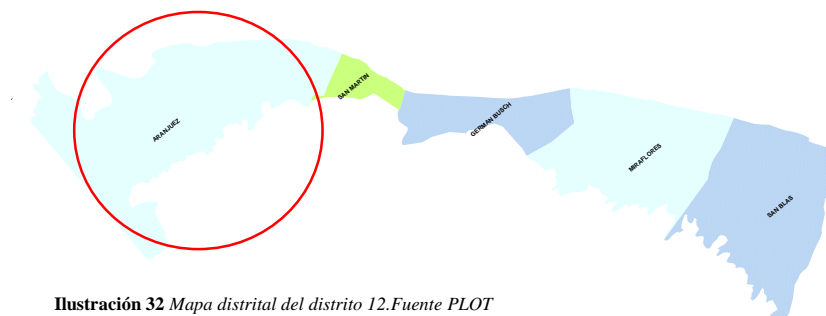 ARANJUEZ
SAN MARTIN
GERMAN BUSCH
MIRAFLORES
SAN BLAS
Ilustración 32 Mapa distrital del distrito 12.Fuente PLOT